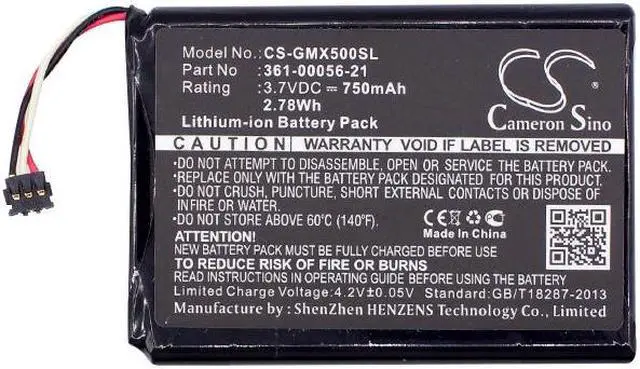 Model No.: CS-GMX500SL
Part No : 361-00056-21
Rating : 3.7VDC ⎓ 750mAh
2.78Wh
Lithium-ion Battery Pack
CS
Cameron Sino
CAUTION WARRANTY VOID IF LABEL IS REMOVED
•DO NOT ATTEMPT TO DISASSEMBLE, OPEN OR SERVICE BATTERY PACK
•REPLACE ONLY WITH THE BATTERY PACK DESIGNATED FOR THIS PRODUCT
•DO NOT CRUSH, PUNCTURE, SHORT EXTERNAL CONTACTS OR DISPOSE OF
IN FIRE OR WATER
•DO NOT STORE ABOVE 60°C (140°F).
CE
Made In China
ATTENTION!
NEW BATTERY PACK MUST BE FULLY CHARGED
TO REDUCE RISK OF FIRE OR BURNS
READ INSTRUCTIONS IN OPERATING GUIDE BEFORE USING BATTERY PACK.
Limited Charge Voltage:4.2V±0.05V Standard:GB/T18287-2013
Manufacture by : ShenZhen HENZENS Technology Co., Limited